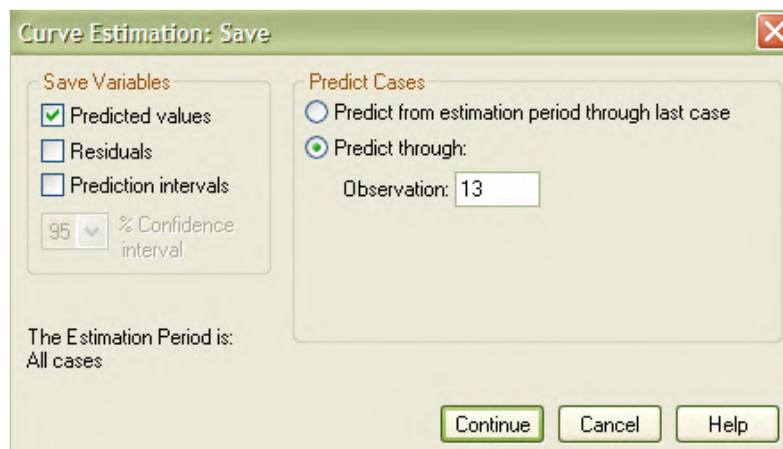 Curve Estimation: Save
Save Variables
Predicted values
Residuals
Prediction intervals
95 % Confidence
interval
The Estimation Period is:
All cases
Predict Cases
Predict from estimation period through last case
Predict through:
Observation: 13
Continue Cancel Help